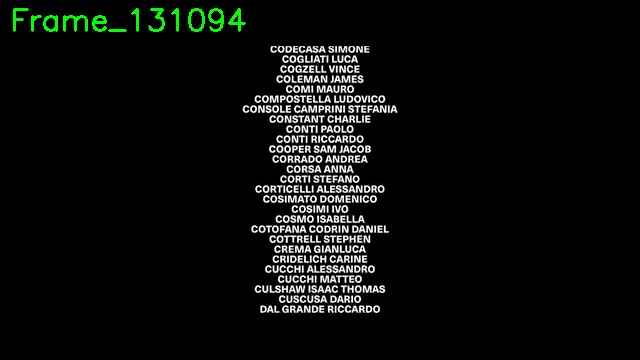 Frame_131094
CODECASA SIMONE
COGLIATI LUCA
COGZELL VINCE
COLEMAN JAMES
COMI MAURO
COMPOSTELLA LUDOVICO
CONSOLE CAMPRINI STEFANIA
CONSTANT CHARLIE
CONTI PAOLO
CONTI RICCARDO
COOPER SAM JACOB
CORRADO ANDREA
CORSA ANNA
CORTI STEFANO
CORTICELLI ALESSANDRO
COSIMATO DOMENICO
COSIMI IVO
COSMO ISABELLA
COTOFANA CODRIN DANIEL
COTTRELL STEPHEN
CREMA GIANLUCA
CRIDELICH CARINE
CUCCHI ALESSANDRO
CUCCHI MATTEO
CULSHAW ISAAC THOMAS
CUSCUSA DARIO
DAL GRANDE RICCARDO